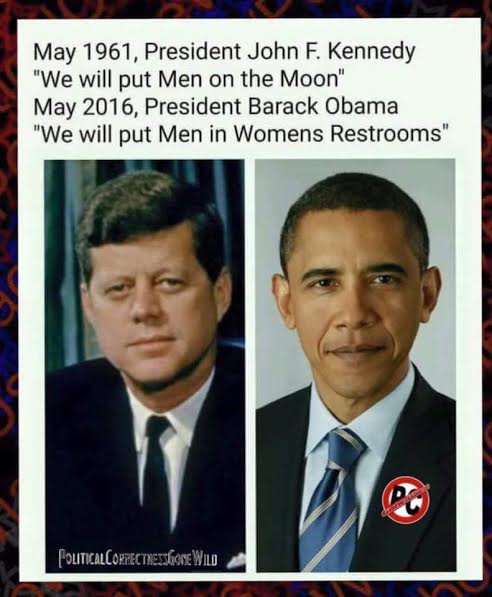 May 1961, President John F. Kennedy
"We will put Men on the Moon"
May 2016, President Barack Obama
"We will put Men in Womens Restrooms"
PC
POLITICALCORRECTNESSGONEWILD